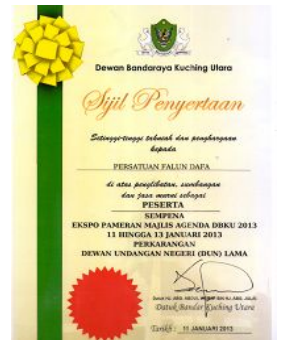 Dewan Bandaraya Kuching Utara
Sijil Penyertaan
Setinggi-tinggi tahniah dan penghargaan
kepada
PERSATUAN FALUN DAFA
di atas penglibatan, sumbangan
dan jasa murni sebagai
PESERTA
SEMPENA
EKSPO PAMERAN MAJLIS AGENDA DBKU 2013
11 HINGGA 13 JANUARI 2013
PERKARANGAN
DEWAN UNDANGAN NEGERI (DUN) LAMA
Datuk Bandar Kuching Utara
Tarikh : 11 JANUARI 2013